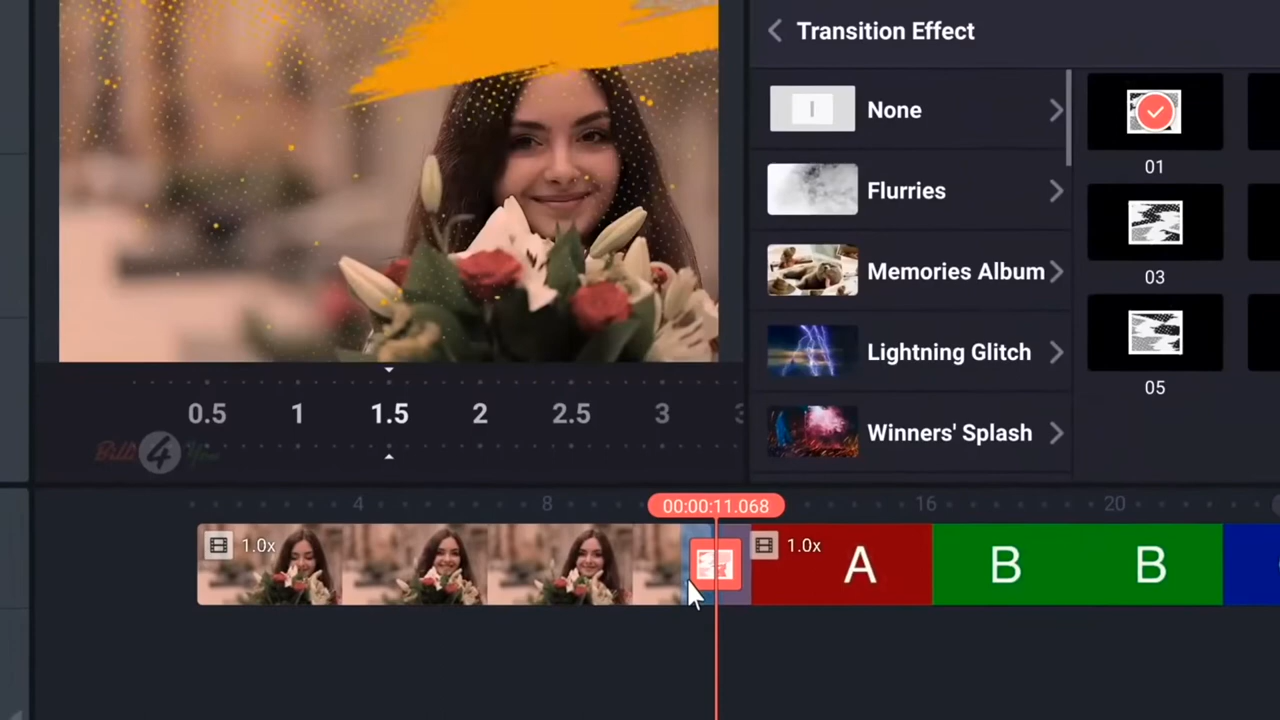 Transition Effect
None
Flurries
Memories Album
Lightning Glitch
Winners' Splash
01
03
05
0.5 1 1.5 2 2.5 3
4
4 8 16 20
00:00:11.068
1.0x 1.0x A B B